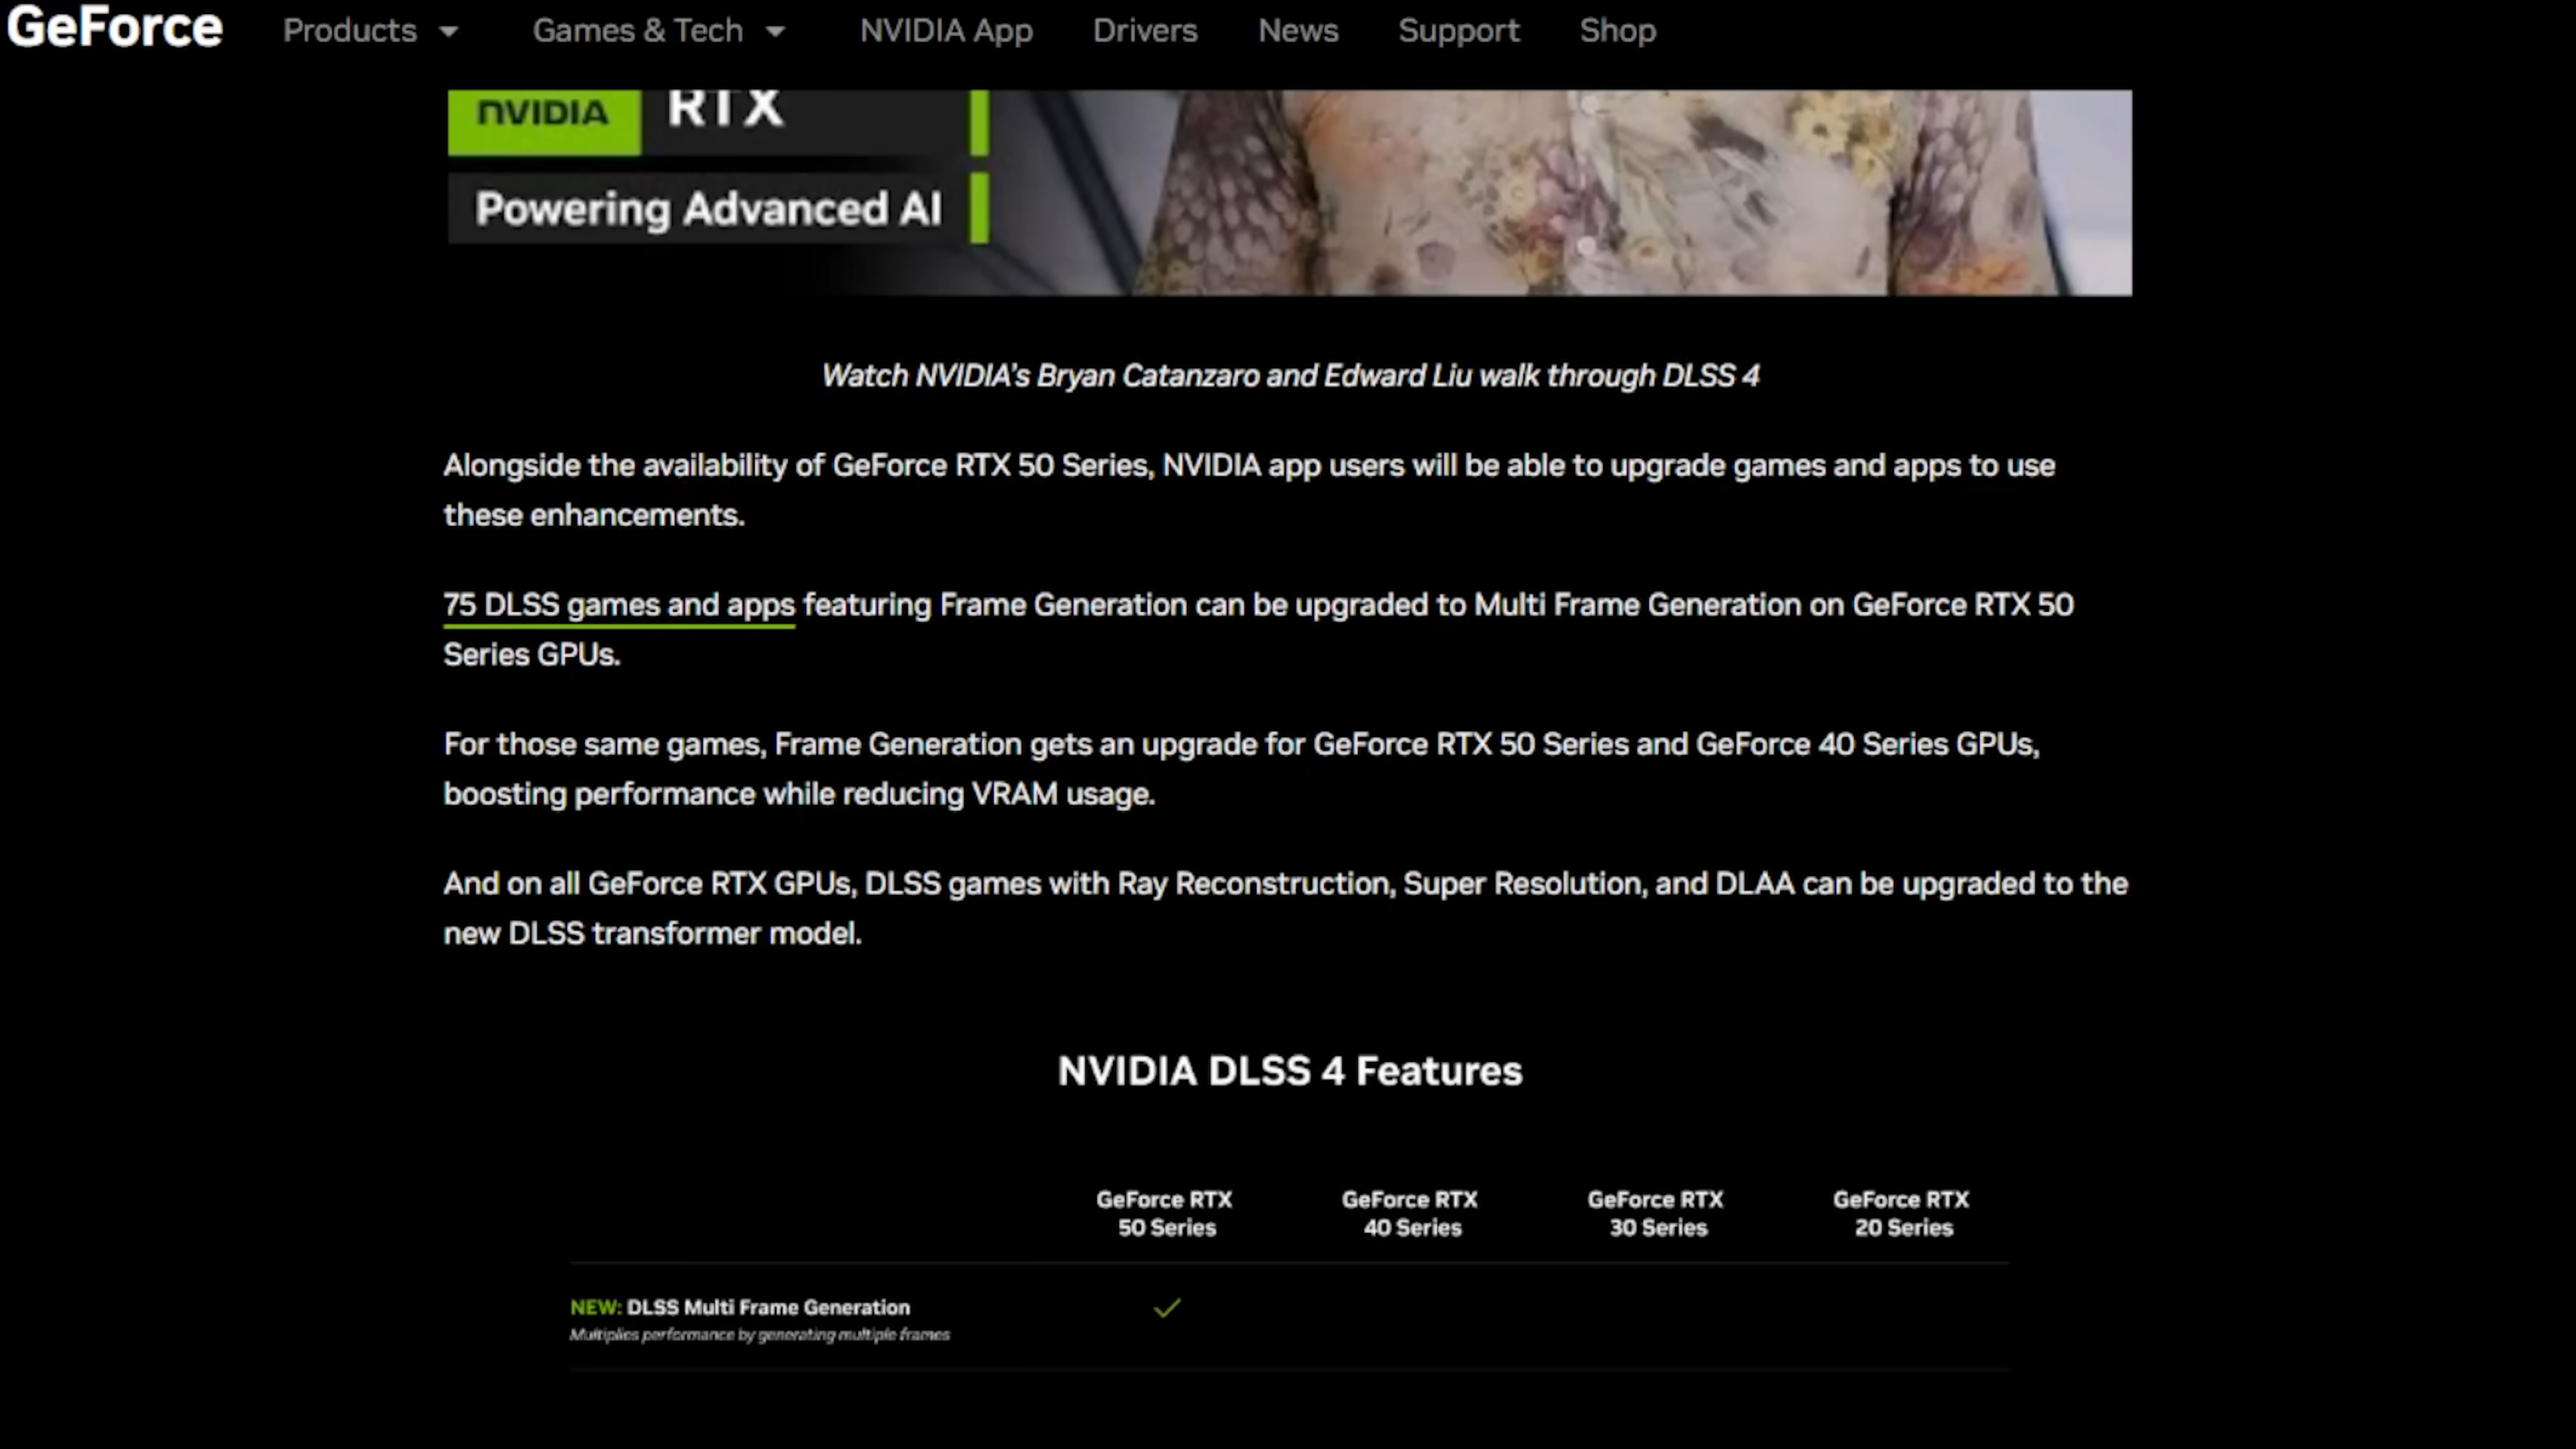 GeForce
Products
Games & Tech
NVIDIA App
Drivers
News
Support
Shop
nVIDIA
RTX
Powering Advanced AI
Watch NVIDIA's Bryan Catanzaro and Edward Liu walk through DLSS 4
Alongside the availability of GeForce RTX 50 Series, NVIDIA app users will be able to upgrade games and apps to use
these enhancements.
75 DLSS games and apps featuring Frame Generation can be upgraded to Multi Frame Generation on GeForce RTX 50
Series GPUs.
For those same games, Frame Generation gets an upgrade for GeForce RTX 50 Series and GeForce 40 Series GPUs,
boosting performance while reducing VRAM usage.
And on all GeForce RTX GPUs, DLSS games with Ray Reconstruction, Super Resolution, and DLAA can be upgraded to the
new DLSS transformer model.
NVIDIA DLSS 4 Features
GeForce RTX
50 Series
GeForce RTX
40 Series
GeForce RTX
30 Series
GeForce RTX
20 Series
NEW: DLSS Multi Frame Generation
Multiplies performance by generating multiple frames